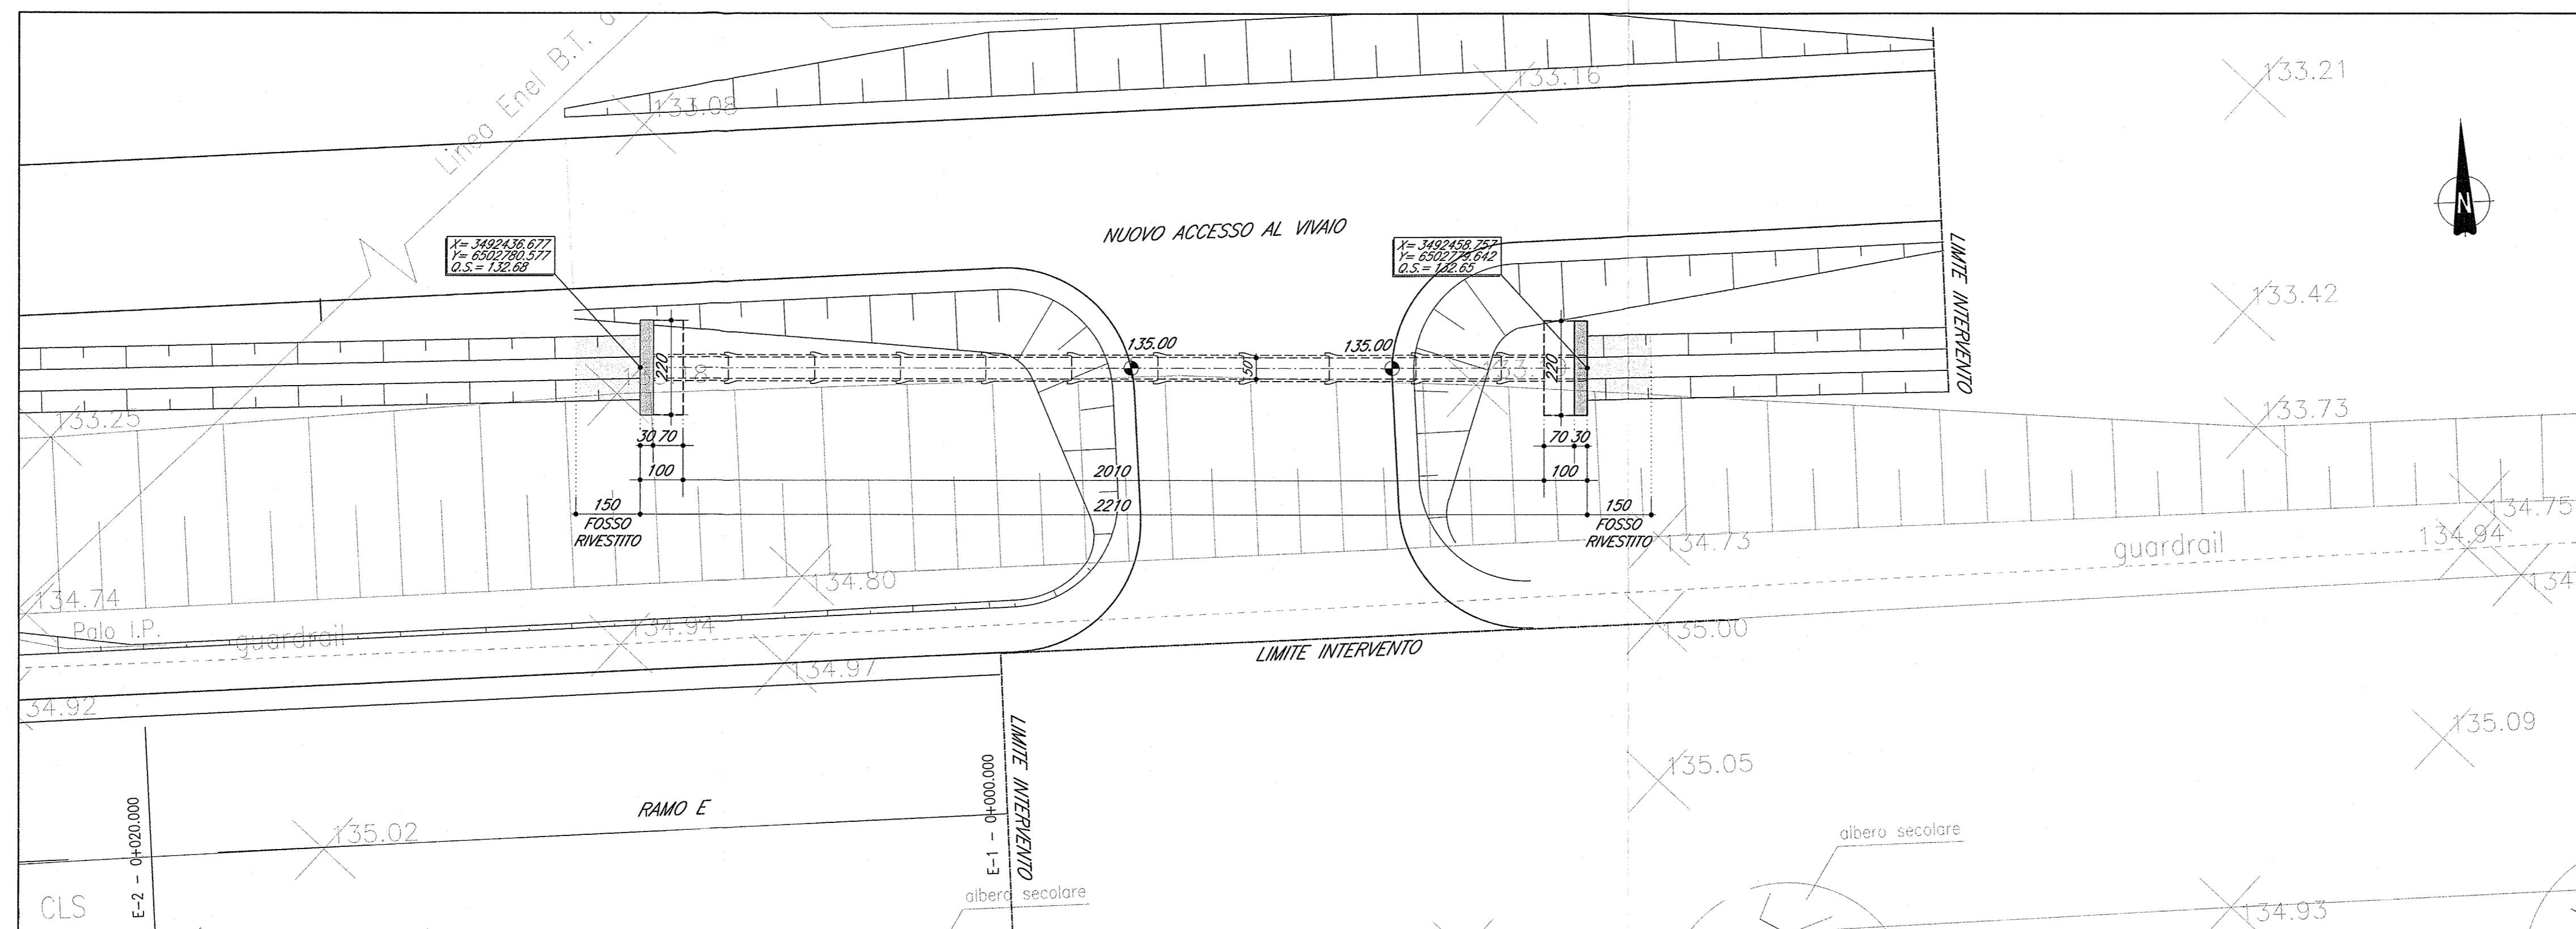 Linea Enel B.T.
133.08
133.16
133.21
N
NUOVO ACCESSO AL VIVAIO
X= 3492436.677
Y= 6502780.577
Q.S.= 132.68
X= 3492458.757
Y= 6502779.642
Q.S.= 132.65
LIMITE INTERVENTO
133.42
135.00
135.00
220
50
220
133.25
133.73
30 70
70 30
100
2010
100
150
2210
150
FOSSO
RIVESTITO
FOSSO
RIVESTITO
134.75
134.94
134.73
guardrail
134.80
134.74
Palo I.P.
guardrail
134.94
135.00
LIMITE INTERVENTO
134.97
34.92
135.09
135.05
LIMITE INTERVENTO
E-1 - 0+000.000
E-2 - 0+020.000
RAMO E
135.02
albero secolare
albero secolare
CLS
134.93